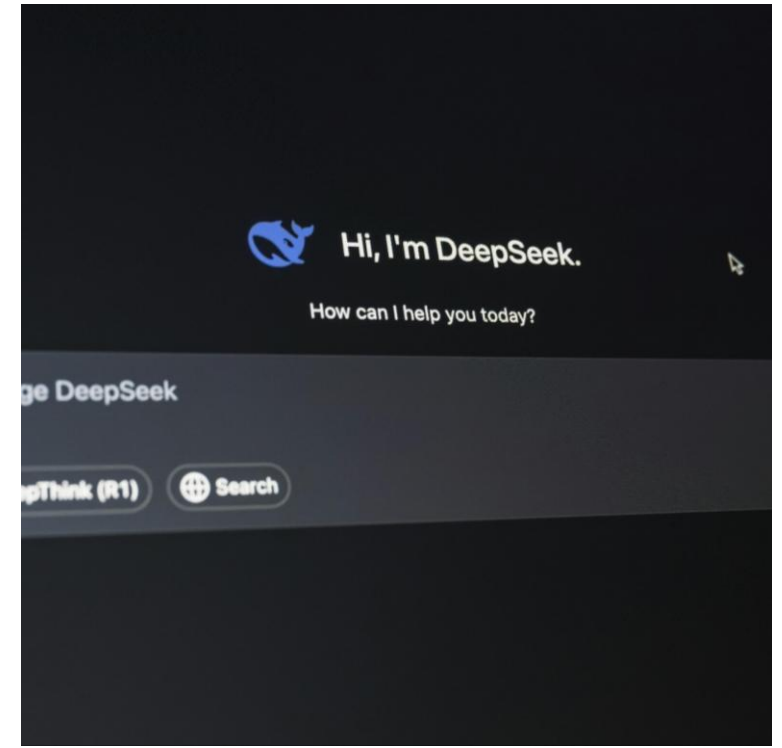 Hi, I'm DeepSeek.
How can I help you today?
ge DeepSeek
pThink (R1)
Search